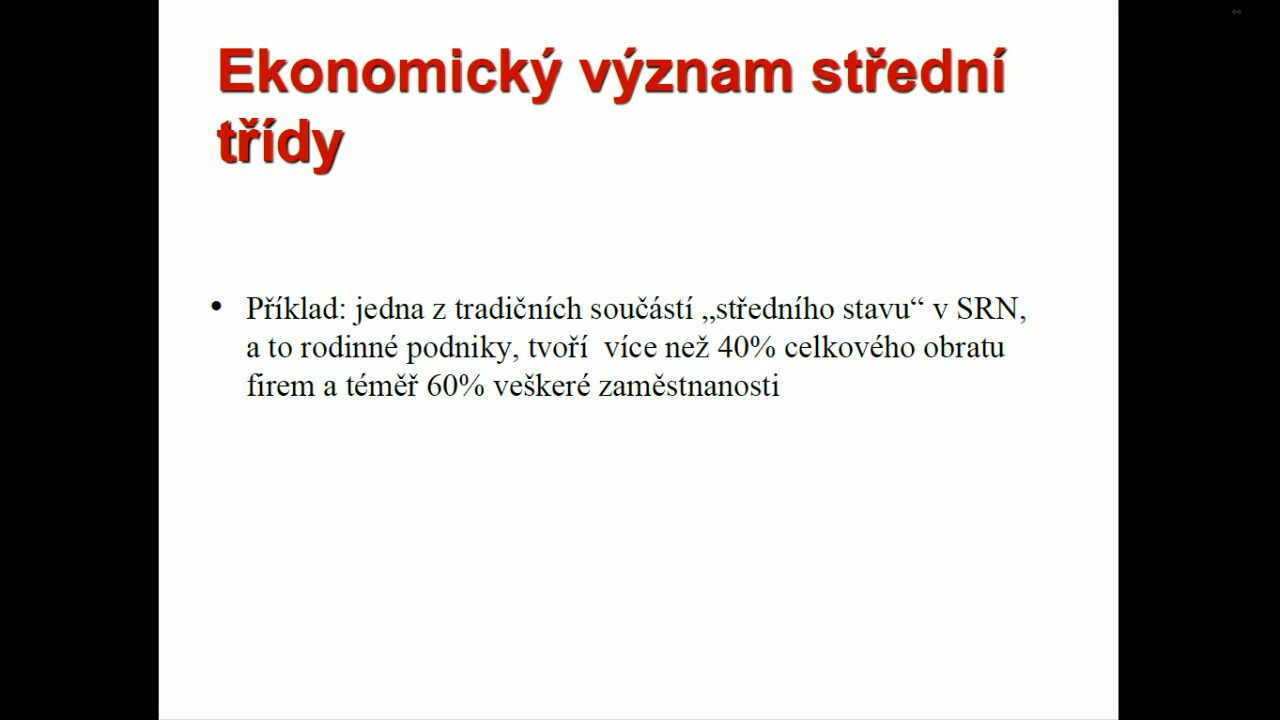 Ekonomický význam střední
třídy
• Příklad: jedna z tradičních součástí „středního stavu“ v SRN,
a to rodinné podniky, tvoří  více než 40% celkového obratu
firem a téměř 60% veškeré zaměstnanosti